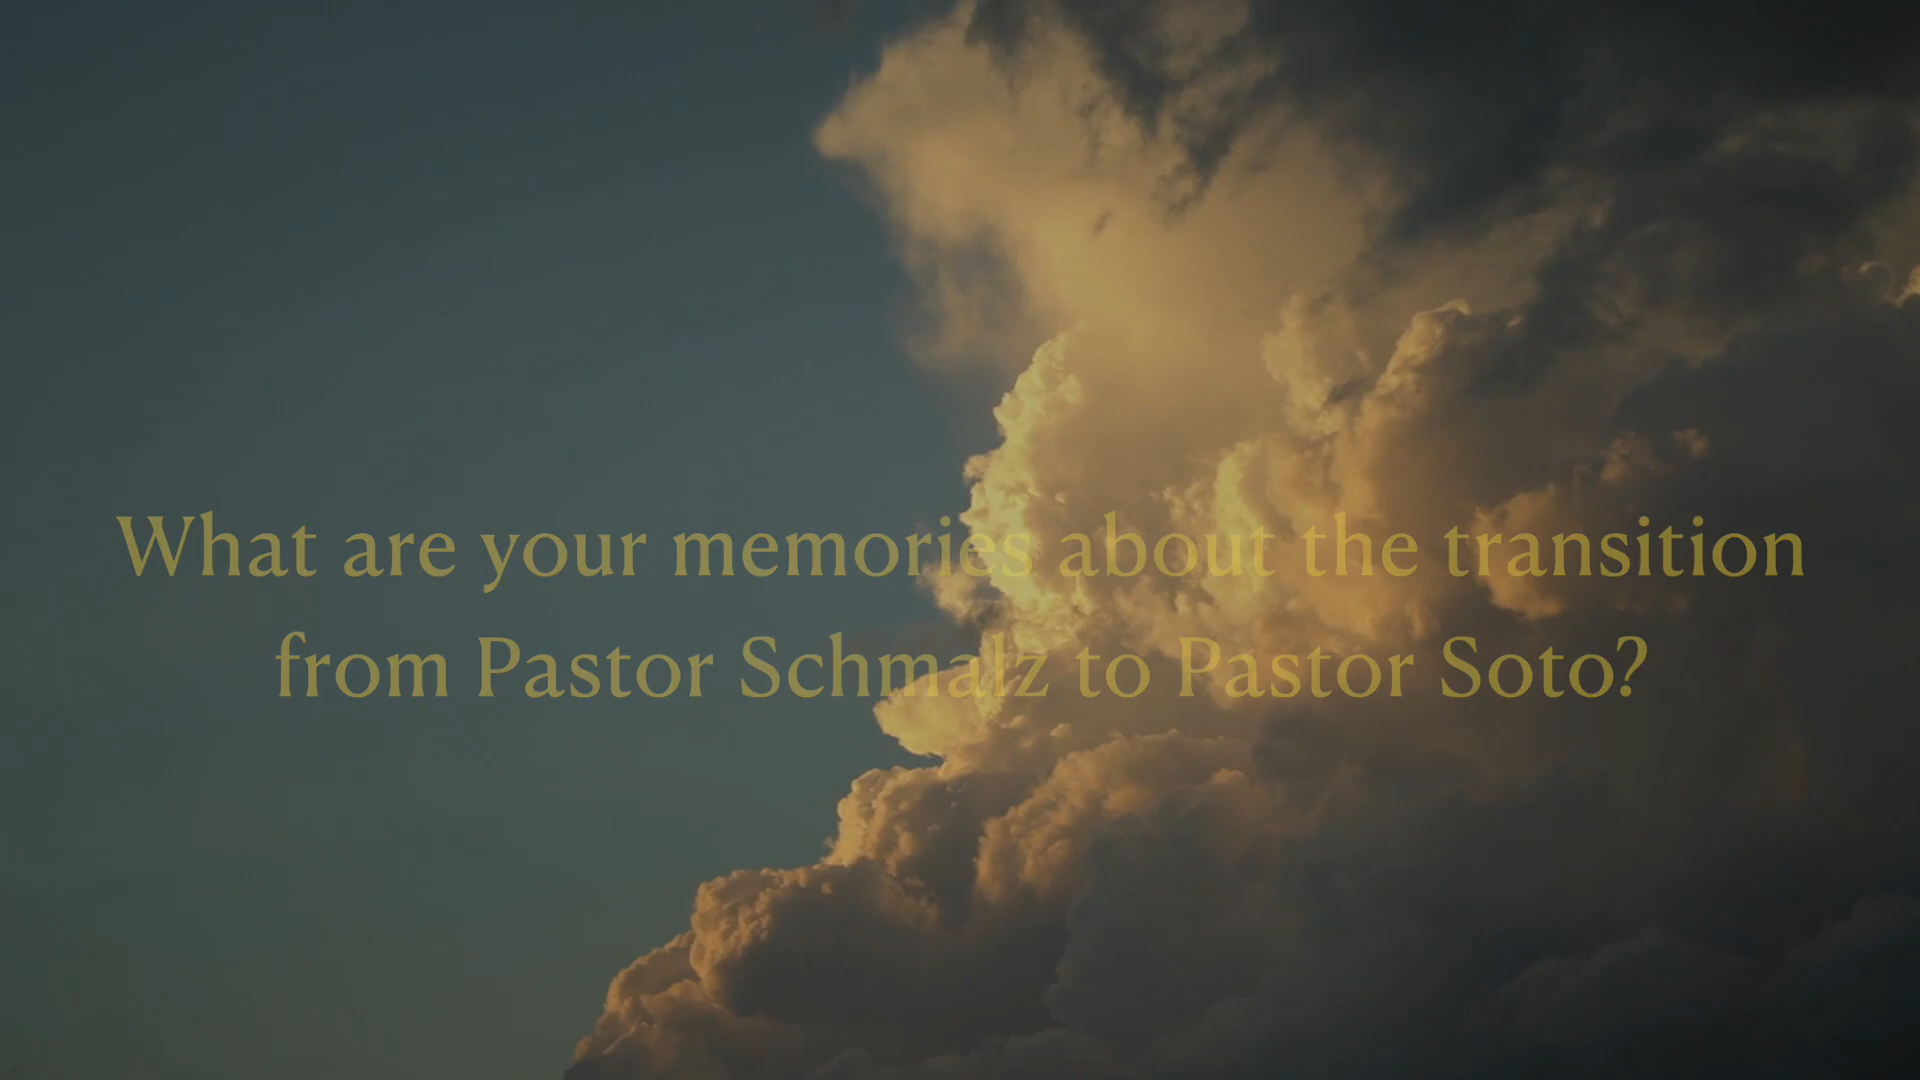 What are your memories about the transition
from Pastor Schmalz to Pastor Soto?